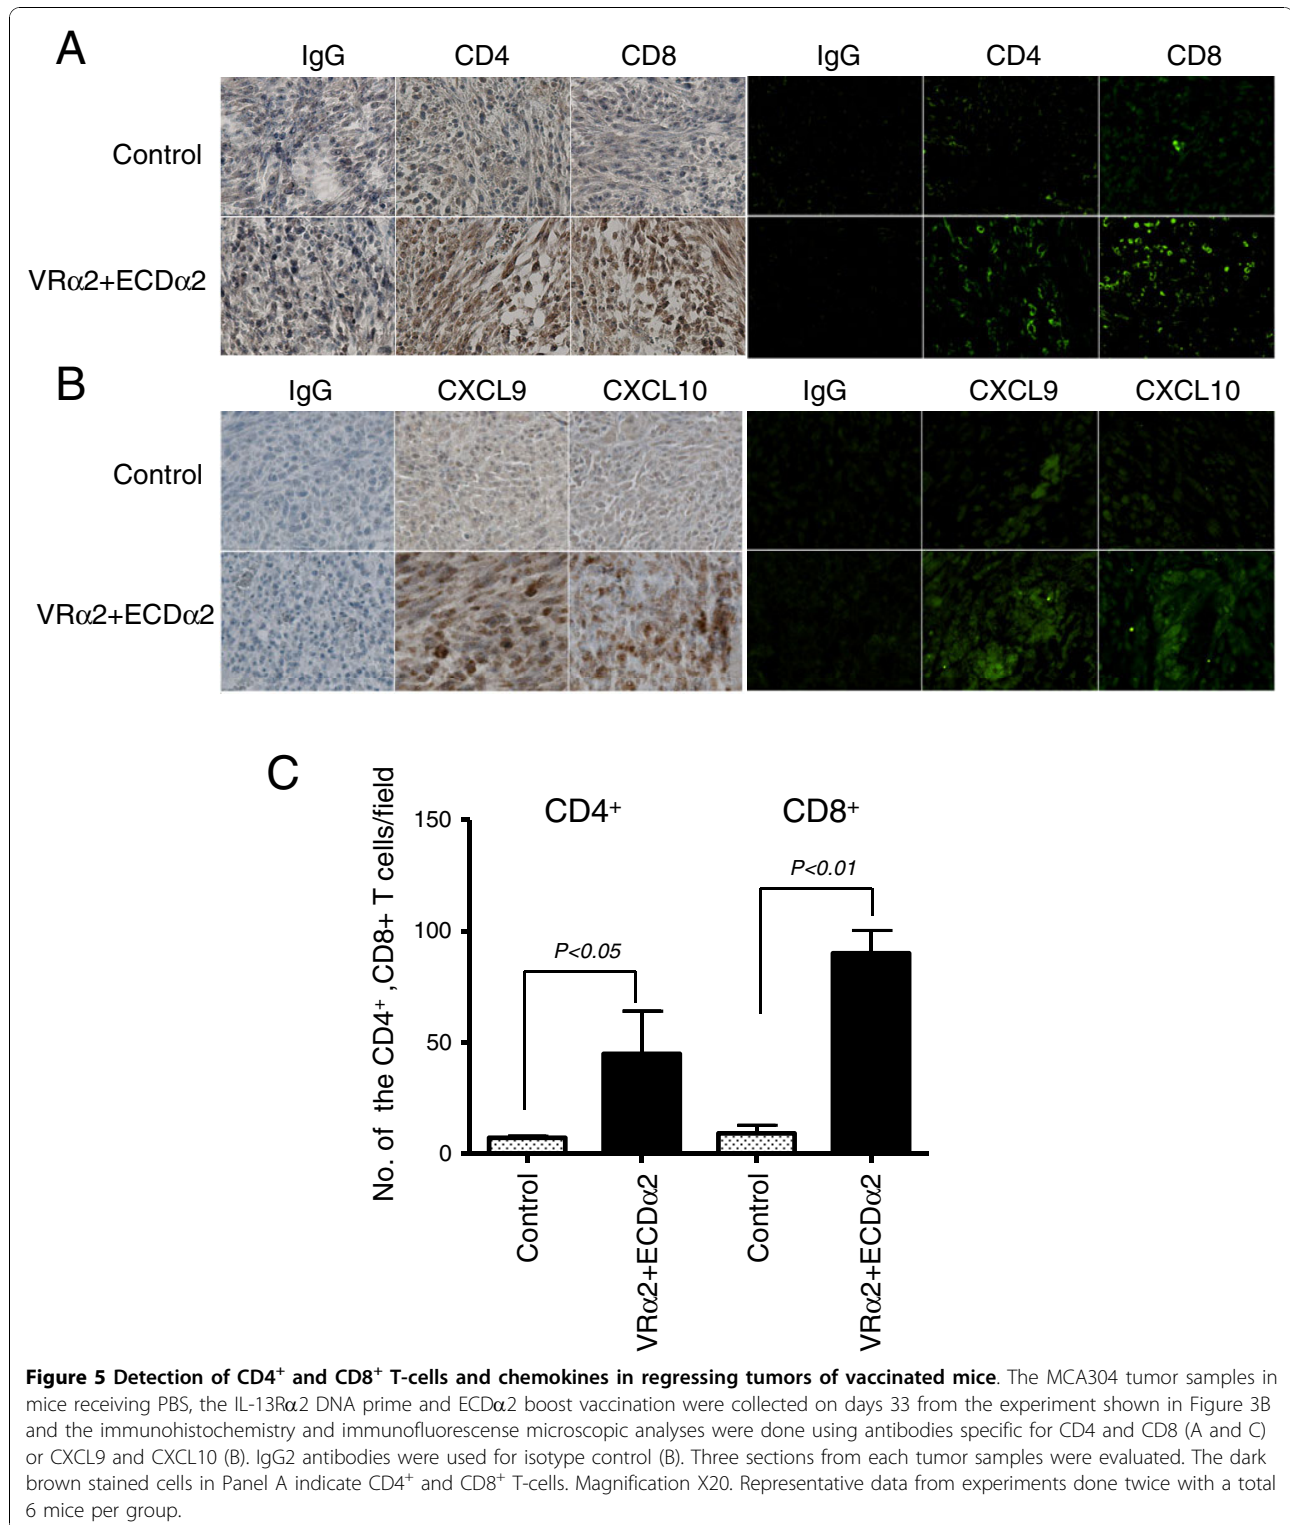 A
IgG CD4 CD8 IgG CD4 CD8
Control
VRα2+ECDα2
B
IgG CXCL9 CXCL10 IgG CXCL9 CXCL10
Control
VRα2+ECDα2
C
No. of the CD4⁺ ,CD8+ T cells/field
CD4⁺ CD8⁺
150
100
50
0
P<0.05
P<0.01
Control
VRα2+ECDα2
Control
VRα2+ECDα2
Figure 5 Detection of CD4⁺ and CD8⁺ T-cells and chemokines in regressing tumors of vaccinated mice. The MCA304 tumor samples in
mice receiving PBS, the IL-13Rα2 DNA prime and ECDα2 boost vaccination were collected on days 33 from the experiment shown in Figure 3B
and the immunohistochemistry and immunofluorescense microscopic analyses were done using antibodies specific for CD4 and CD8 (A and C)
or CXCL9 and CXCL10 (B). IgG2 antibodies were used for isotype control (B). Three sections from each tumor samples were evaluated. The dark
brown stained cells in Panel A indicate CD4⁺ and CD8⁺ T-cells. Magnification X20. Representative data from experiments done twice with a total
6 mice per group.